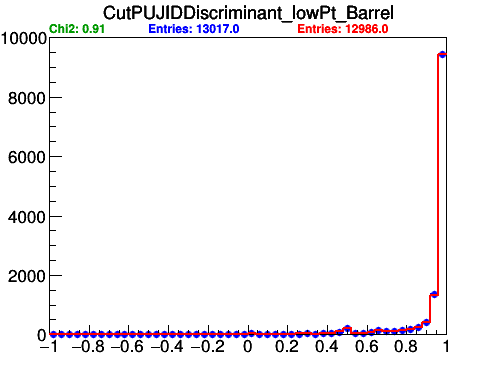 CutPUJIDDiscriminant_lowPt_Barrel
Chi2: 0.91 Entries: 13017.0 Entries: 12986.0
10000
8000
6000
4000
2000
0
−1 −0.8 −0.6 −0.4 −0.2 0 0.2 0.4 0.6 0.8 1